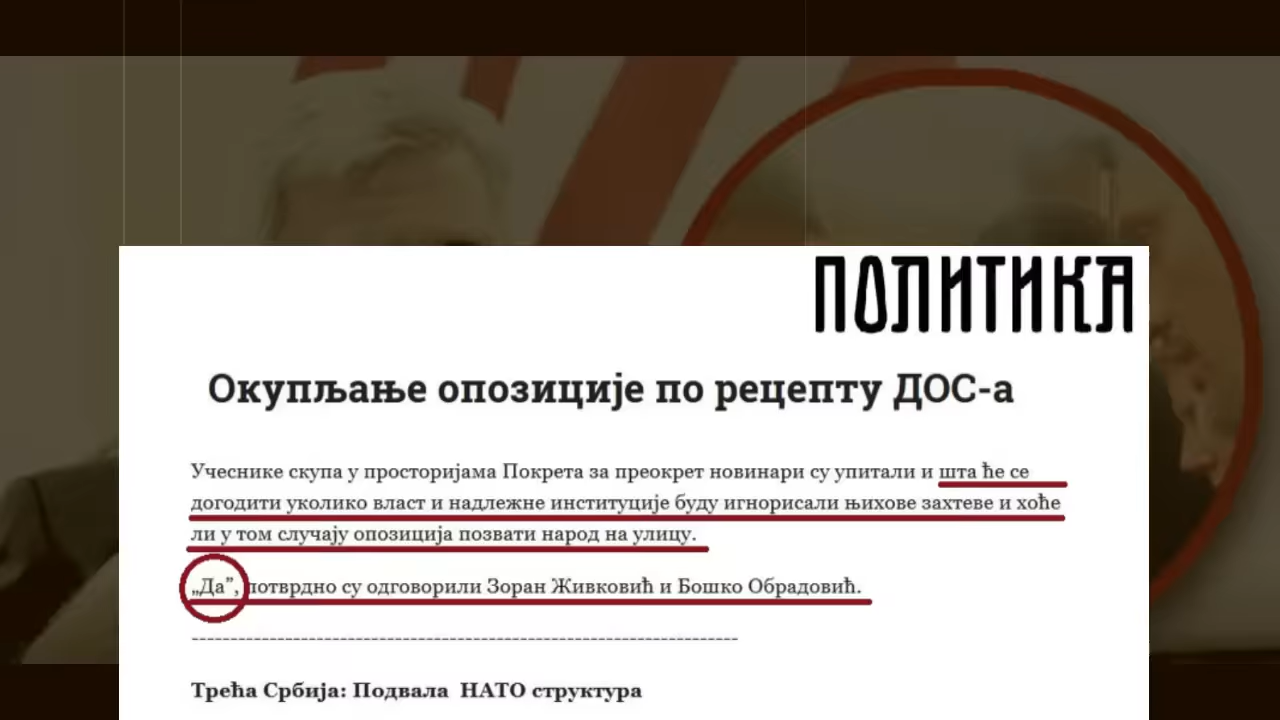 ПОЛИТИКА
Окупљање опозиције по рецепту ДОС-а
Учеснике скупа у просторијама Покрета за преокрет новинари су упитали и шта ће се
догодити уколико власт и надлежне институције буду игнорисали њихове захтеве и хоће
ли у том случају опозиција позвати народ на улицу.
„Да”, потврдно су одговорили Зоран Живковић и Бошко Обрадовић.
--------------------------------------------------------------------------
Трећа Србија: Подвала НАТО структура